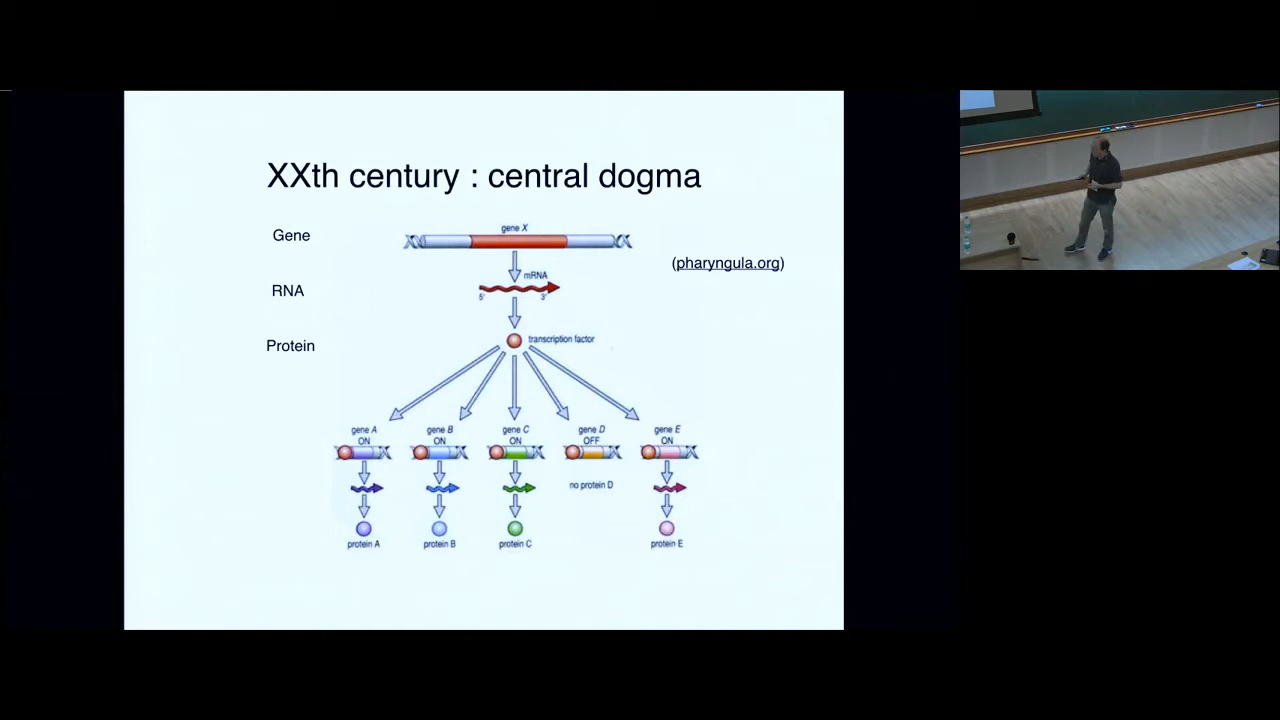 XXth century : central dogma
Gene
gene X
(pharyngula.org)
mRNA
RNA
5'
3'
Protein
transcription factor
gene A
ON
gene B
ON
gene C
ON
gene D
OFF
gene E
ON
no protein D
protein A
protein B
protein C
protein E